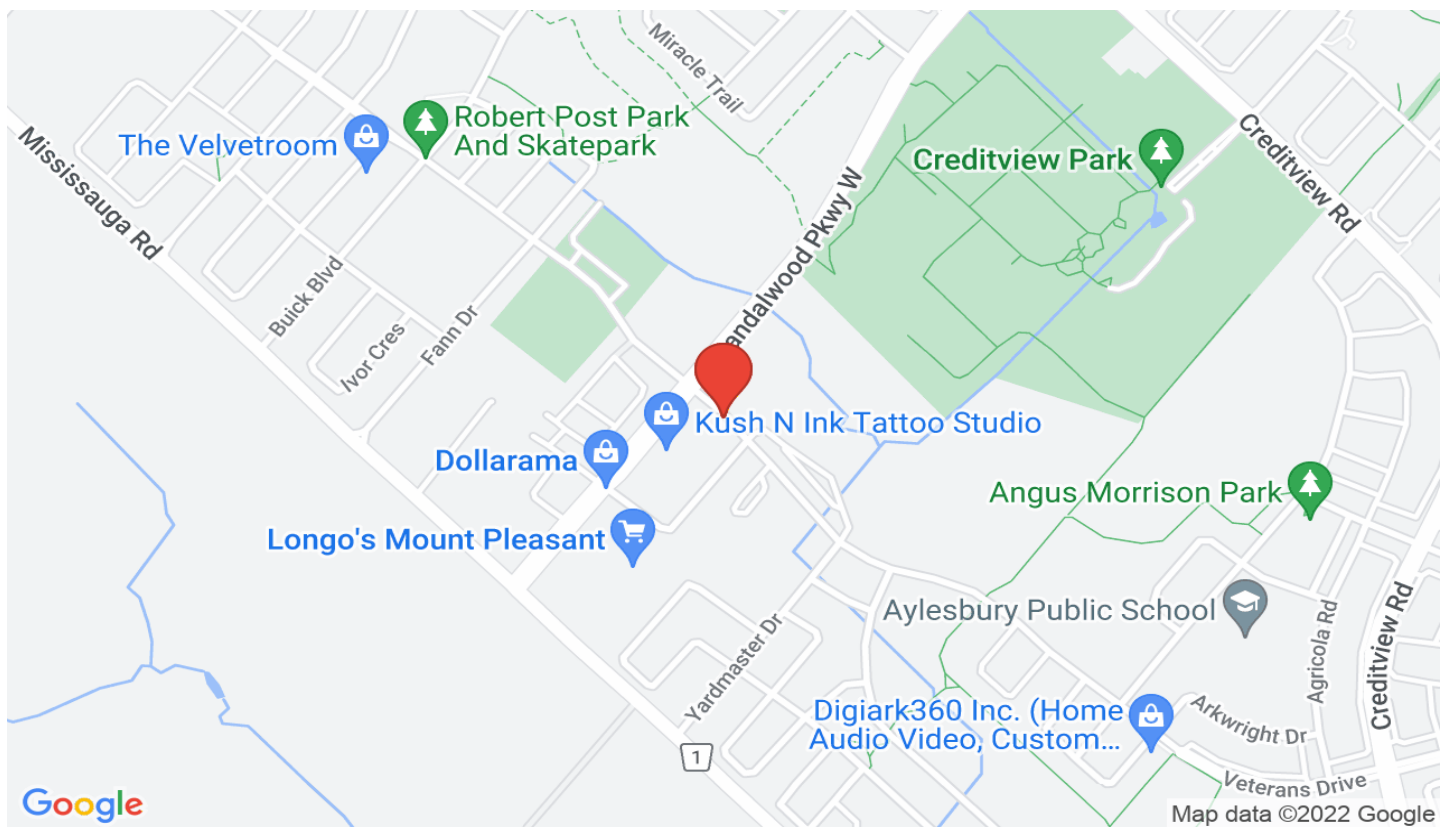 Miracle Trail
Robert Post Park
And Skatepark
The Velvetroom
Creditview Park
Creditview Rd
Mississauga Rd
andalwood Pkwy W
Buick Blvd
Fann Dr
Ivor Cres
Kush N Ink Tattoo Studio
Dollarama
Angus Morrison Park
Longo's Mount Pleasant
Aylesbury Public School
Creditview Rd
Agricola Rd
Yardmaster Dr
Digiark360 Inc. (Home
Audio Video, Custom...
Arkwright Dr
1
Veterans Drive
Google
Map data ©2022 Google